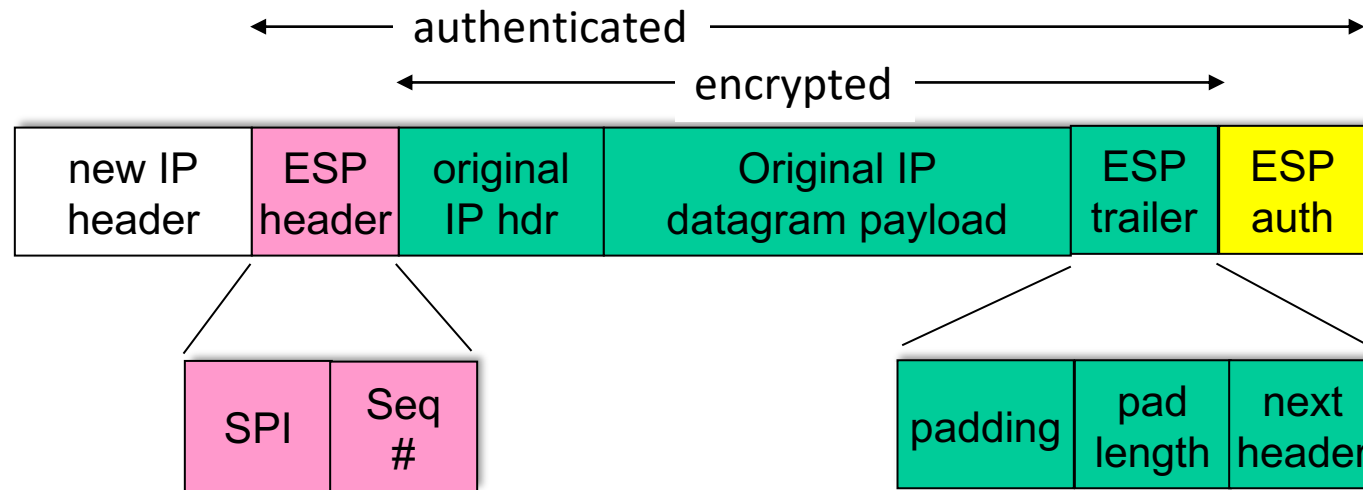 authenticated
encrypted
new IP
header
ESP
header
original
IP hdr
Original IP
datagram payload
ESP
trailer
ESP
auth
SPI
Seq
#
padding
pad
length
next
header